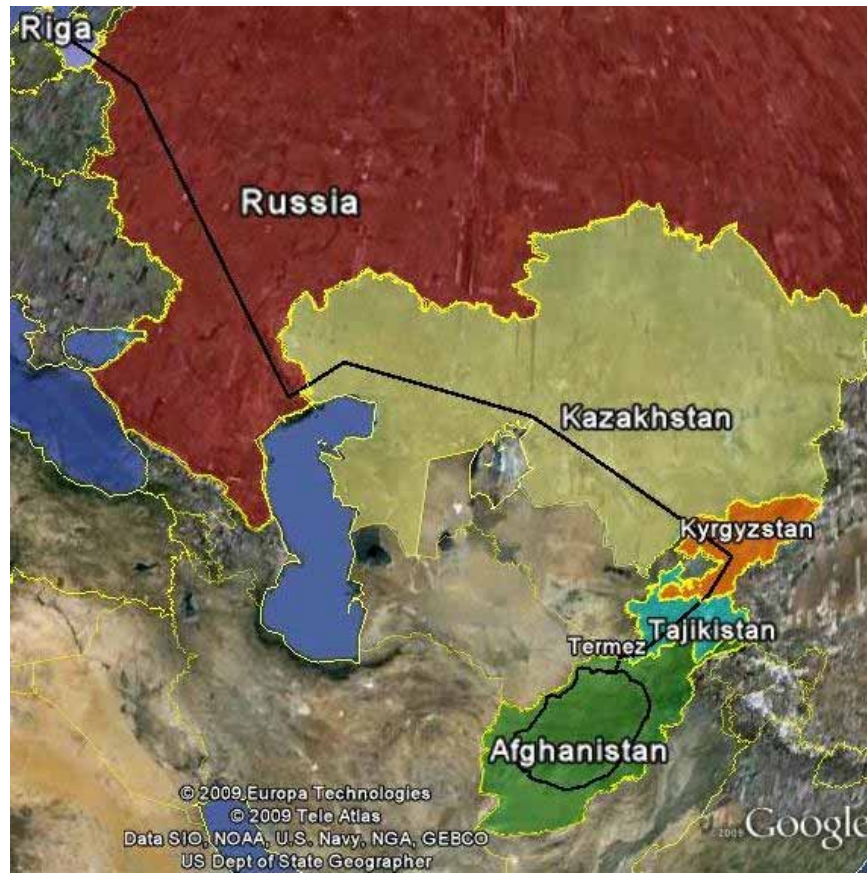 Riga
Russia
Kazakhstan
Kyrgyzstan
Tajikistan
Termez
Afghanistan
© 2009 Europa Technologies
© 2009 Tele Atlas
Data SIO, NOAA, U.S. Navy, NGA, GEBCO
US Dept of State Geographer
©2009 Google